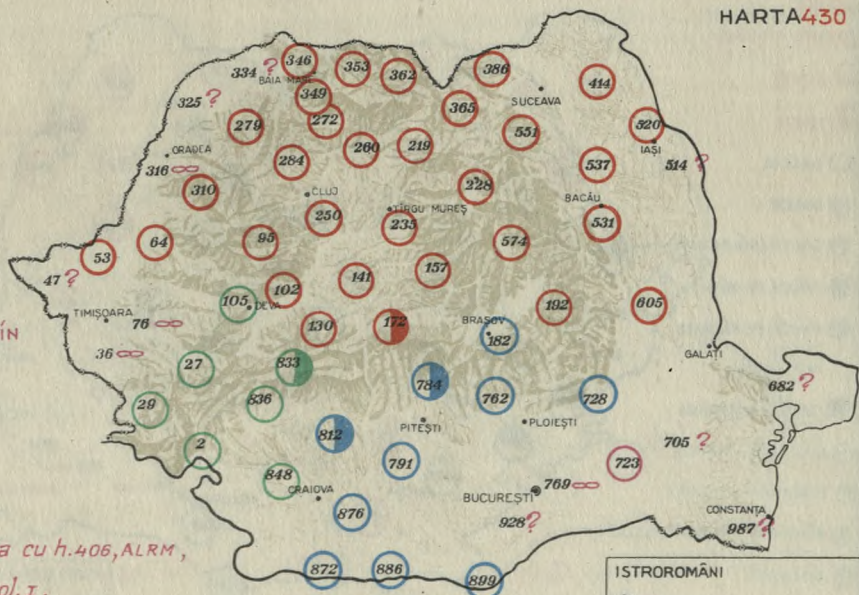 HARTA430
334 ?
346
353
362
386
BAIA MARE
414
325 ?
349
365
SUCEAVA
279
272
520
ORADEA
284
260
219
551
IAȘI
316 ∞
537
514 ?
310
CLUJ
228
BACĂU
250
TÎRGU MUREȘ
235
531
64
95
574
53
157
47 ?
102
141
105
DEVA
192
605
TIMIȘOARA
76 ∞
130
172
BRAȘOV
182
ÎN
36 ∞
GALAȚI
27
833
784
682 ?
29
836
762
728
812
PITEȘTI
PLOIEȘTI
2
791
705 ?
723
848
CRAIOVA
BUCUREȘTI
769 ∞
876
928 ?
CONSTANȚA
987 ?
a cu h.406, ALRM,
ol. I.
872
886
899
ISTROROMÂNI